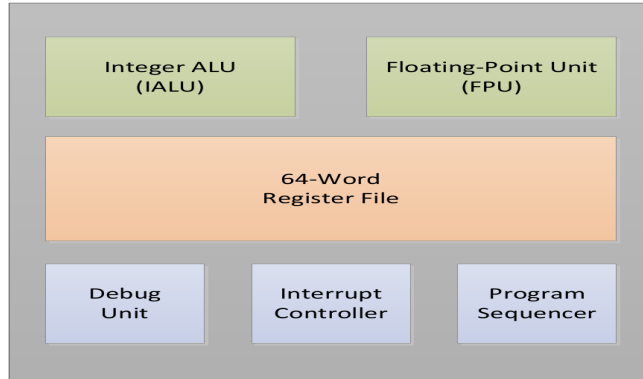 Integer ALU
(IALU)
Floating-Point Unit
(FPU)
64-Word
Register File
Debug
Unit
Interrupt
Controller
Program
Sequencer